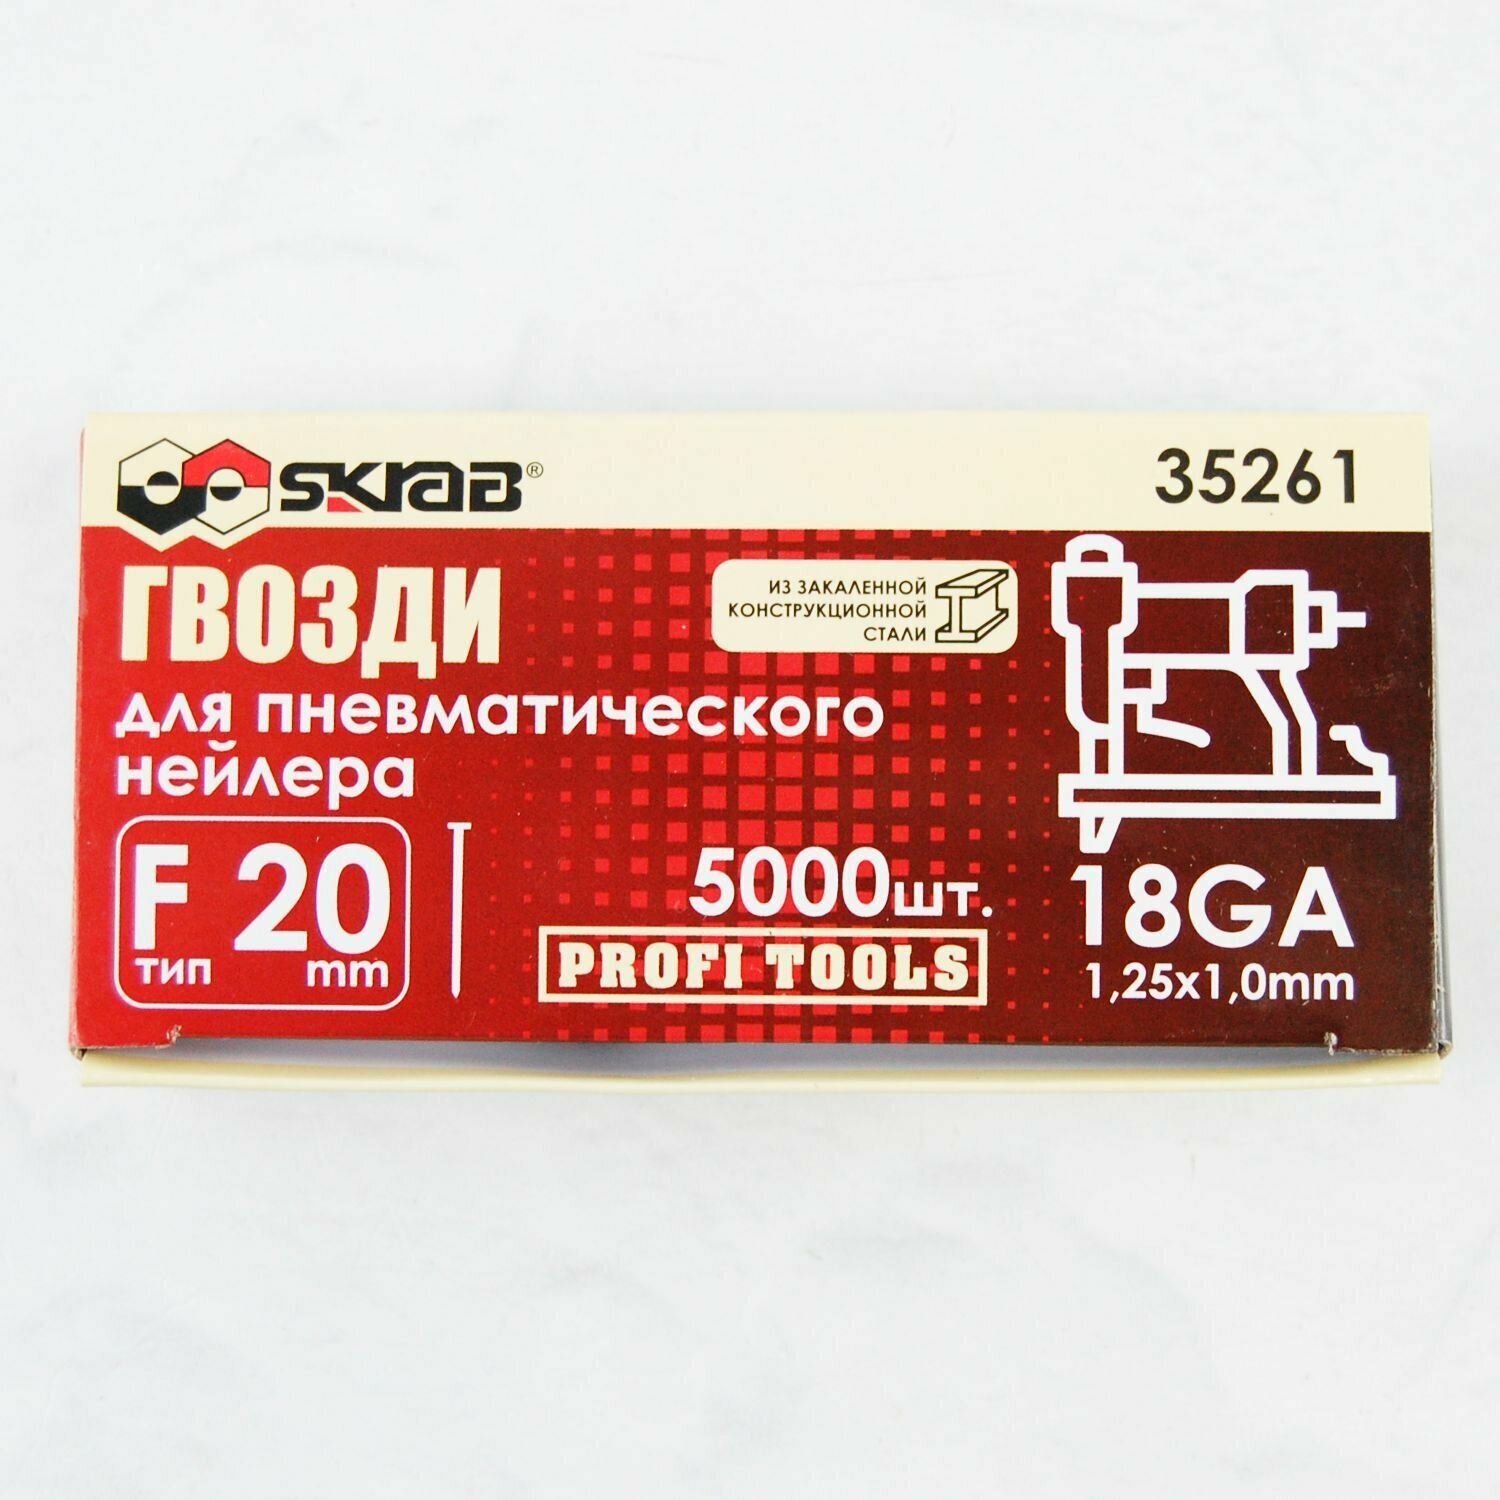 SKRAB®
35261
ГВОЗДИ
для пневматического
нейлера
ИЗ ЗАКАЛЕННОЙ
КОНСТРУКЦИОННОЙ
СТАЛИ
F 20
тип mm
5000шт.
PROFI TOOLS
18GA
1,25x1,0mm